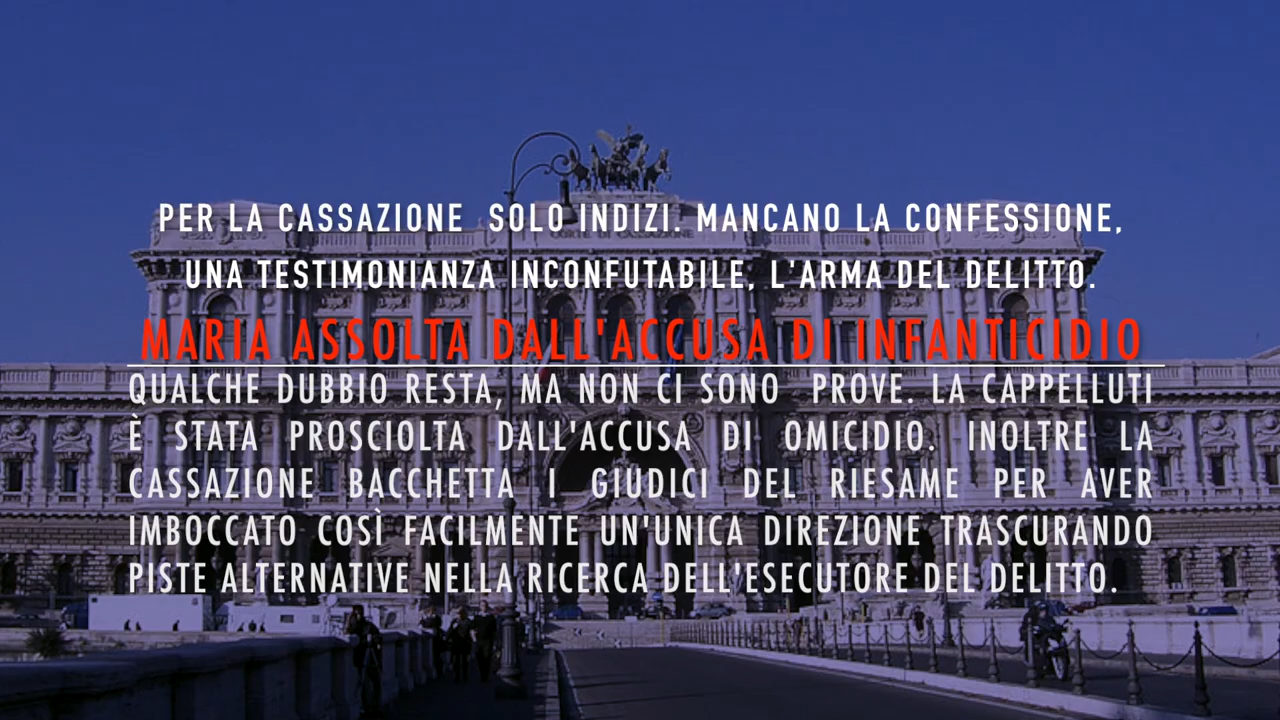 PER LA CASSAZIONE SOLO INDIZI. MANCANO LA CONFESSIONE,
UNA TESTIMONIANZA INCONFUTABILE, L'ARMA DEL DELITTO.
MARIA ASSOLTA DALL'ACCUSA DI INFANTICIDIO
QUALCHE DUBBIO RESTA, MA NON CI SONO PROVE. LA CAPPELLUTI
È STATA PROSCIOLTA DALL'ACCUSA DI OMICIDIO. INOLTRE LA
CASSAZIONE BACCHETTA I GIUDICI DEL RIESAME PER AVER
IMBOCCATO COSÌ FACILMENTE UN'UNICA DIREZIONE TRASCURANDO
PISTE ALTERNATIVE NELLA RICERCA DELL'ESECUTORE DEL DELITTO.